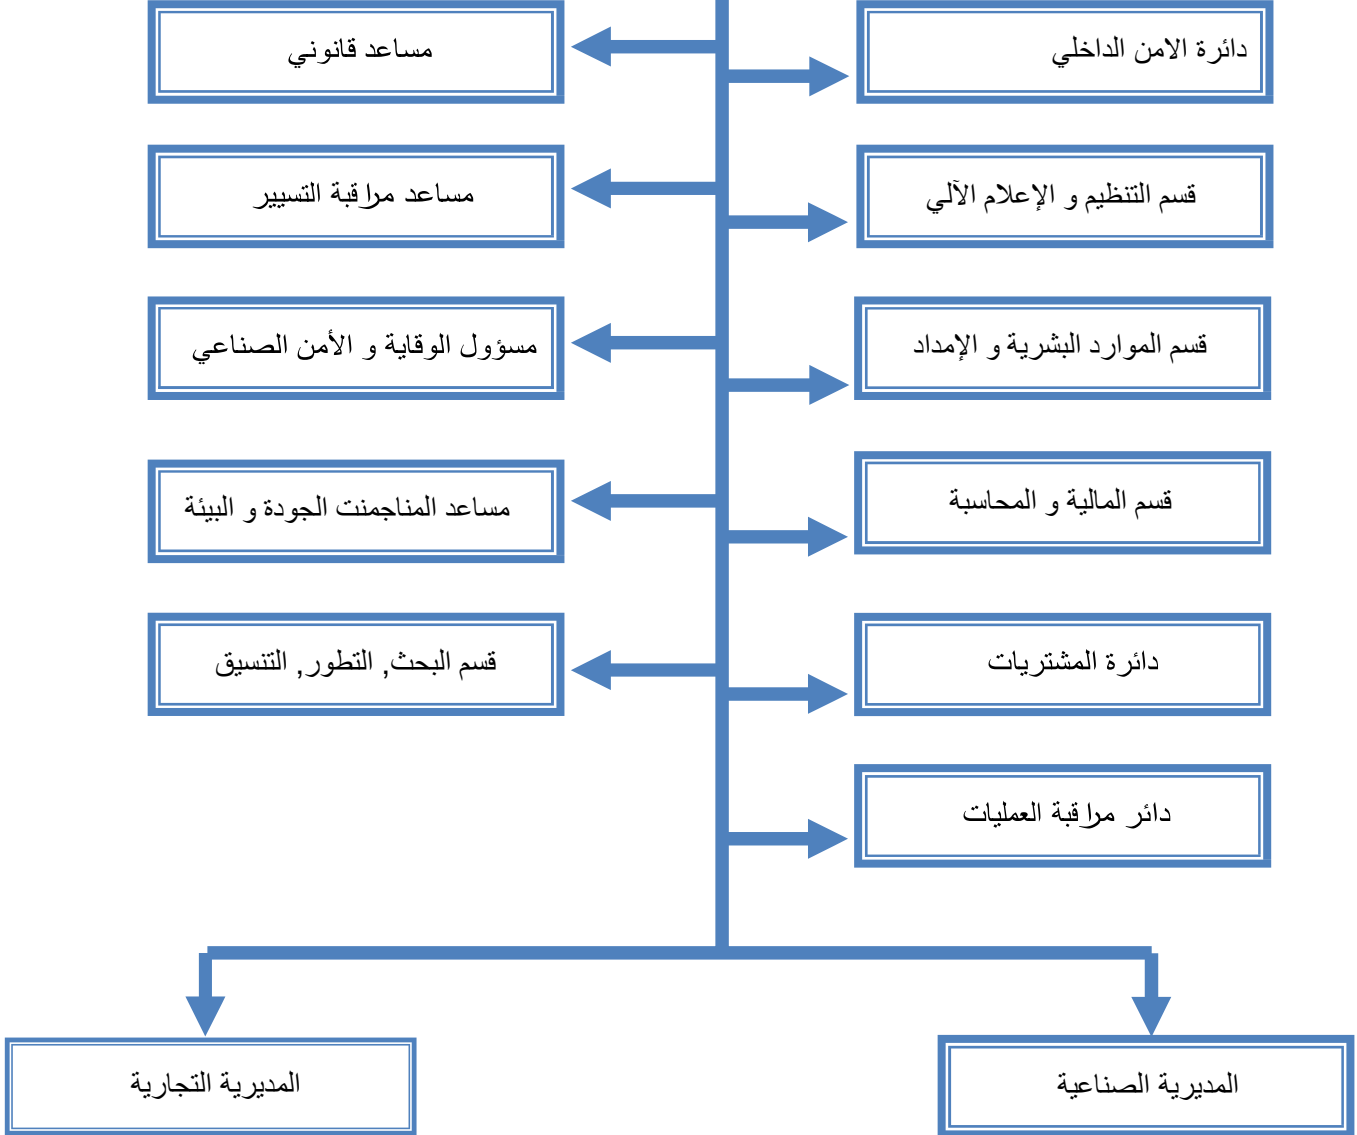 دائرة الامن الداخلي
مساعد قانوني
قسم التنظيم و الإعلام الآلي
مساعد مراقبة التسيير
قسم الموارد البشرية و الإمداد
مسؤول الوقاية و الأمن الصناعي
قسم المالية و المحاسبة
مساعد المناجمنت الجودة و البيئة
دائرة المشتريات
قسم البحث, التطور, التنسيق
دائر مراقبة العمليات
المديرية الصناعية
المديرية التجارية